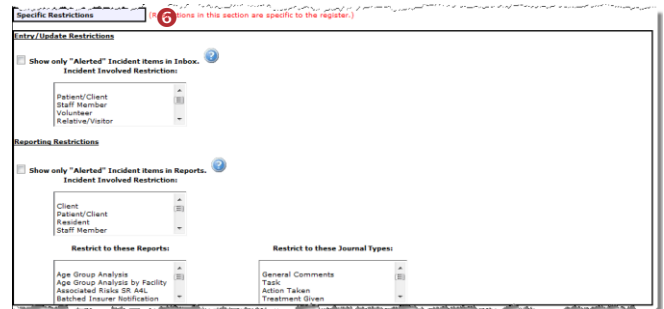 Specific Restrictions
6
(R tions in this section are specific to the register.)
Entry/Update Restrictions
Show only "Alerted" Incident items in Inbox. ?
Incident Involved Restriction:
Patient/Client
Staff Member
Volunteer
Relative/Visitor
Reporting Restrictions
Show only "Alerted" Incident items in Reports. ?
Incident Involved Restriction:
Client
Patient/Client
Resident
Staff Member
Restrict to these Reports:
Restrict to these Journal Types:
Age Group Analysis
Age Group Analysis by Facility
Associated Risks SR A4L
Batched Insurer Notification
General Comments
Task
Action Taken
Treatment Given